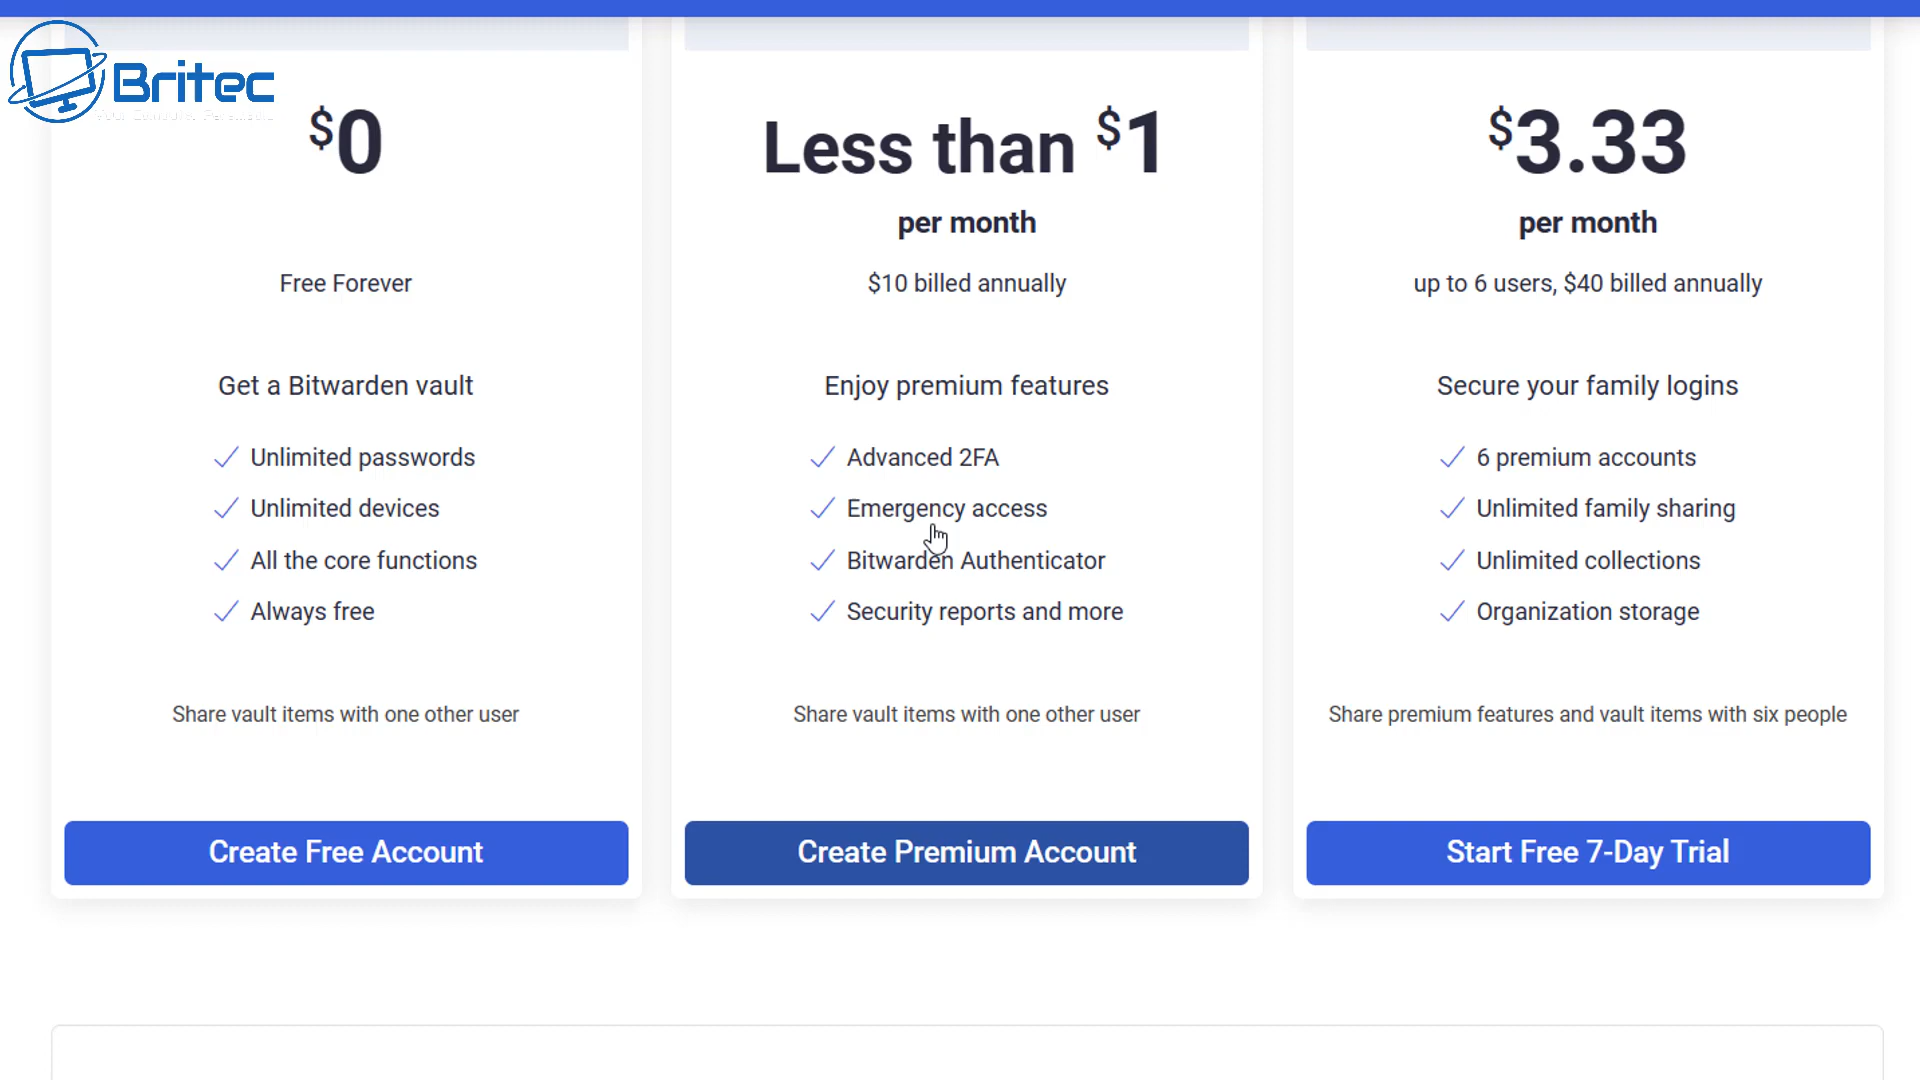 Britec
$0
Free Forever
Get a Bitwarden vault
Unlimited passwords
Unlimited devices
All the core functions
Always free
Share vault items with one other user
Create Free Account
Less than $1
per month
$10 billed annually
Enjoy premium features
Advanced 2FA
Emergency access
Bitwarden Authenticator
Security reports and more
Share vault items with one other user
Create Premium Account
$3.33
per month
up to 6 users, $40 billed annually
Secure your family logins
6 premium accounts
Unlimited family sharing
Unlimited collections
Organization storage
Share premium features and vault items with six people
Start Free 7-Day Trial